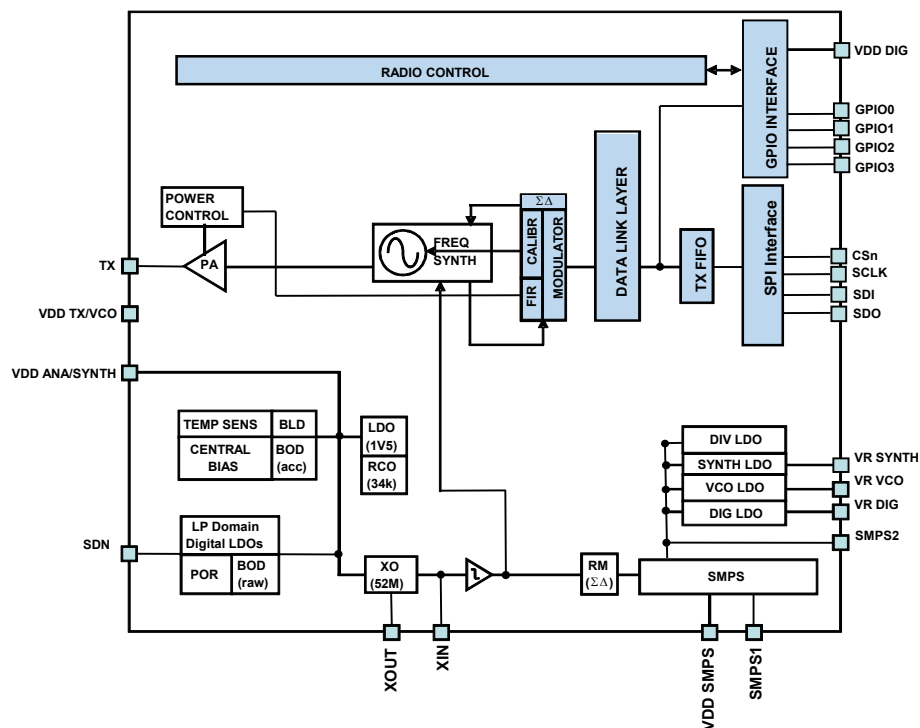 VDD DIG
RADIO CONTROL
GPIO INTERFACE
GPIO0
GPIO1
GPIO2
GPIO3
POWER
CONTROL
ΣΔ
CALIBR
MODULATOR
FIR
DATA LINK LAYER
TX FIFO
SPI Interface
FREQ
SYNTH
PA
TX
CSn
SCLK
SDI
SDO
VDD TX/VCO
VDD ANA/SYNTH
TEMP SENS
BLD
CENTRAL
BIAS
BOD
(acc)
LDO
(1V5)
RCO
(34k)
DIV LDO
SYNTH LDO
VCO LDO
DIG LDO
VR SYNTH
VR VCO
VR DIG
SMPS2
SDN
LP Domain
Digital LDOs
POR
BOD
(raw)
XO
(52M)
RM
(ΣΔ)
SMPS
XOUT
XIN
VDD SMPS
SMPS1